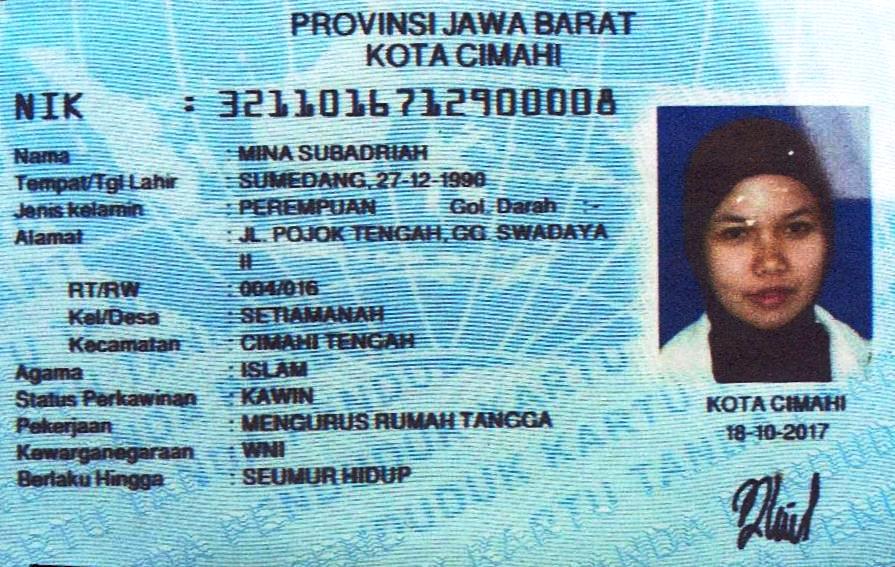 PROVINSI JAWA BARAT
KOTA CIMAHI
NIK : 3211016712900008
Nama : MINA SUBADRIAH
Tempat/Tgl Lahir : SUMEDANG, 27-12-1990
Jenis kelamin : PEREMPUAN Gol. Darah :-
Alamat : JL. POJOK TENGAH, GG. SWADAYA
II
RT/RW : 004/016
Kel/Desa : SETIAMANAH
Kecamatan : CIMAHI TENGAH
Agama : ISLAM
Status Perkawinan : KAWIN
Pekerjaan : MENGURUS RUMAH TANGGA
Kewarganegaraan : WNI
Berlaku Hingga : SEUMUR HIDUP
KOTA CIMAHI
18-10-2017